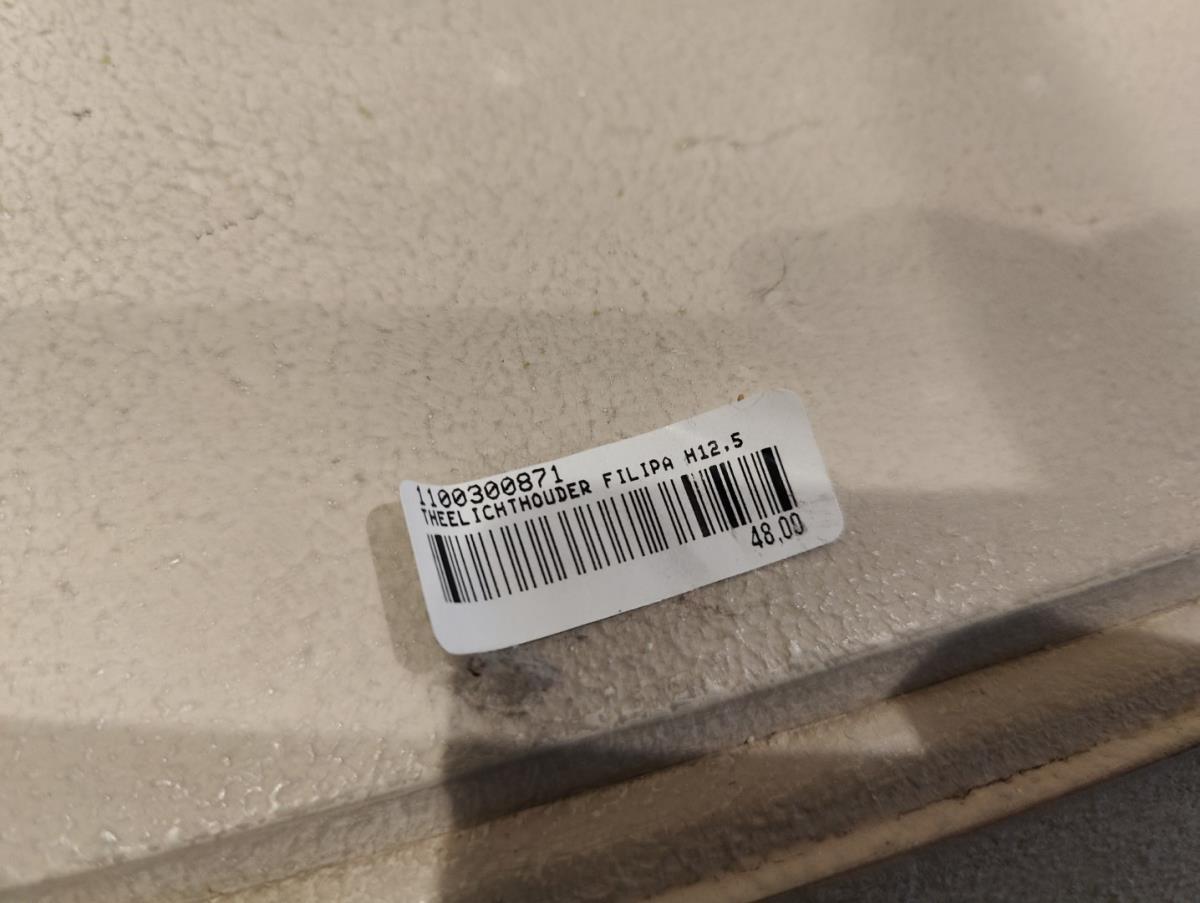 1100300871
THEELICHTHOUDER FILIPA H12,5
48,00